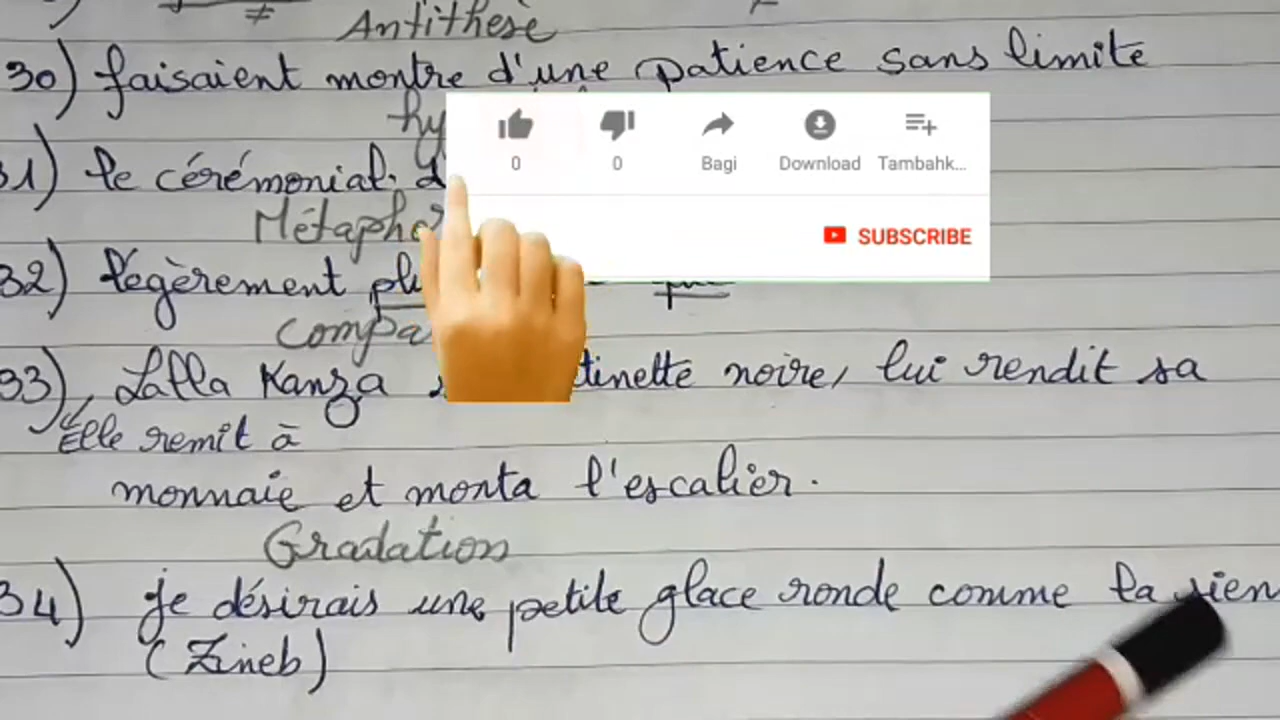 ≠
Antithèse
30) faisaient montre d'une patience sans limite
hy
31) le cérémonial.
Métapho
32) légèrement plu
compa
33), Lalla Kanza tinette noire, lui rendit sa
Elle remit à
monnaie et monta l'escalier.
Gradation
34) je désirais une petite glace ronde comme la sien
(Zineb)
0 0 Bagi Download Tambahk...
SUBSCRIBE